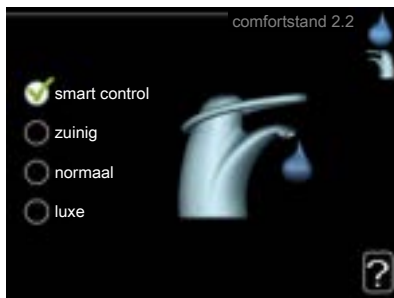 comfortstand 2.2
smart control
zuinig
normaal
luxe
?